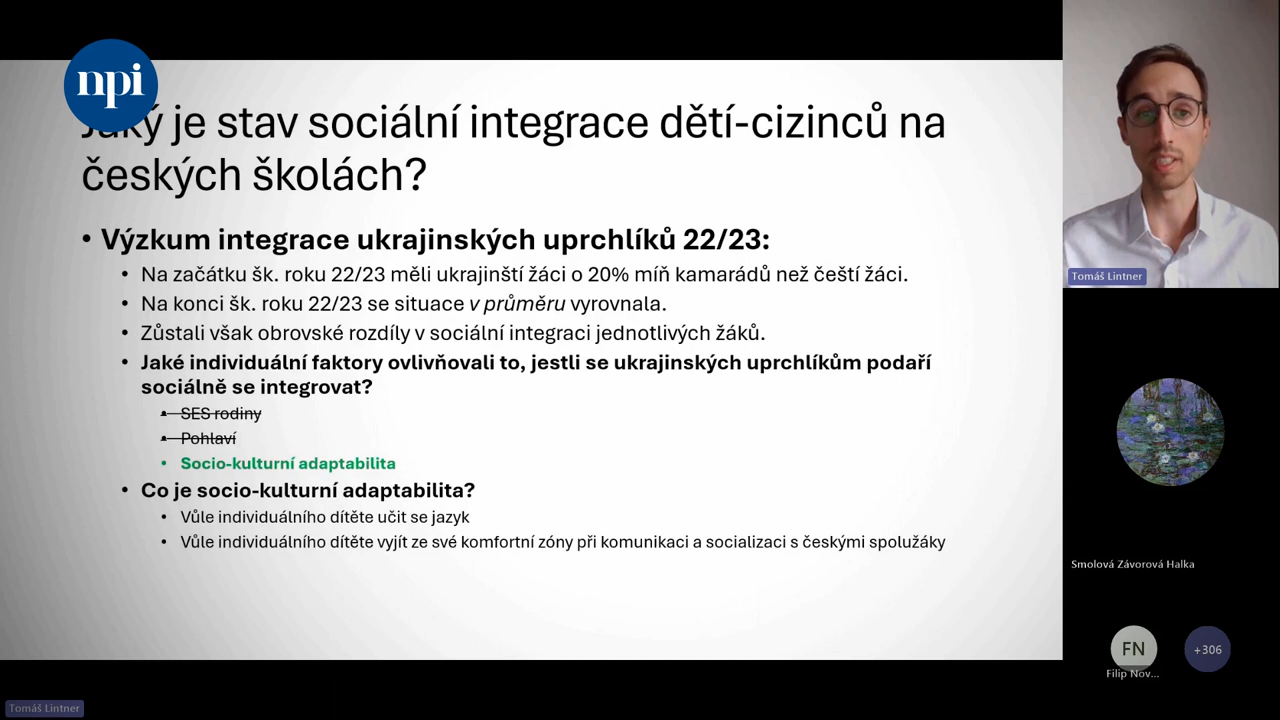 npi
Jaký je stav sociální integrace dětí-cizinců na
českých školách?
• Výzkum integrace ukrajinských uprchlíků 22/23:
• Na začátku šk. roku 22/23 měli ukrajinští žáci o 20% míň kamarádů než čeští žáci.
• Na konci šk. roku 22/23 se situace v průměru vyrovnala.
• Zůstali však obrovské rozdíly v sociální integraci jednotlivých žáků.
• Jaké individuální faktory ovlivňovali to, jestli se ukrajinských uprchlíkům podaří
sociálně se integrovat?
• SES rodiny
• Pohlaví
• Socio-kulturní adaptabilita
• Co je socio-kulturní adaptabilita?
• Vůle individuálního dítěte učit se jazyk
• Vůle individuálního dítěte vyjít ze své komfortní zóny při komunikaci a socializaci s českými spolužáky
Tomáš Lintner
Smolová Závorová Halka
FN
+306
Filip Nov...
Tomáš Lintner